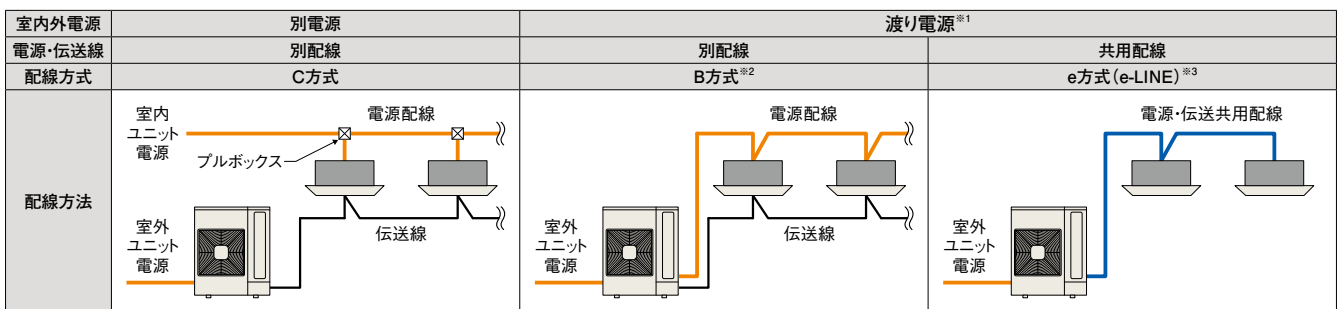 室内外電源
別電源
渡り電源※1
電源・伝送線
別配線
別配線
共用配線
配線方式
C方式
B方式※2
e方式(e-LINE)※3
配線方法
室内
ユニット
電源
電源配線
プルボックス
室外
ユニット
電源
伝送線
電源配線
室外
ユニット
電源
伝送線
電源・伝送共用配線
室外
ユニット
電源